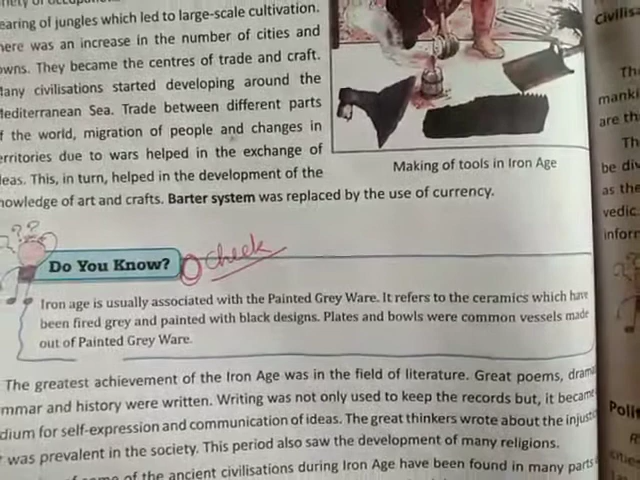 earing of jungles which led to large-scale cultivation.
here was an increase in the number of cities and
owns. They became the centres of trade and craft.
Many civilisations started developing around the
Mediterranean Sea. Trade between different parts
f the world, migration of people and changes in
erritories due to wars helped in the exchange of
deas. This, in turn, helped in the development of the
nowledge of art and crafts. Barter system was replaced by the use of currency.
Making of tools in Iron Age
Do You Know?
check
Iron age is usually associated with the Painted Grey Ware. It refers to the ceramics which have
been fired grey and painted with black designs. Plates and bowls were common vessels made
out of Painted Grey Ware.
The greatest achievement of the Iron Age was in the field of literature. Great poems, drama
mmar and history were written. Writing was not only used to keep the records but, it became
dium for self-expression and communication of ideas. The great thinkers wrote about the injusti
was prevalent in the society. This period also saw the development of many religions.
of some of the ancient civilisations during Iron Age have been found in many parts
Civilisa
The
manki
are th
Th
be div
as the
vedic.
inforr
Polit
R
citie